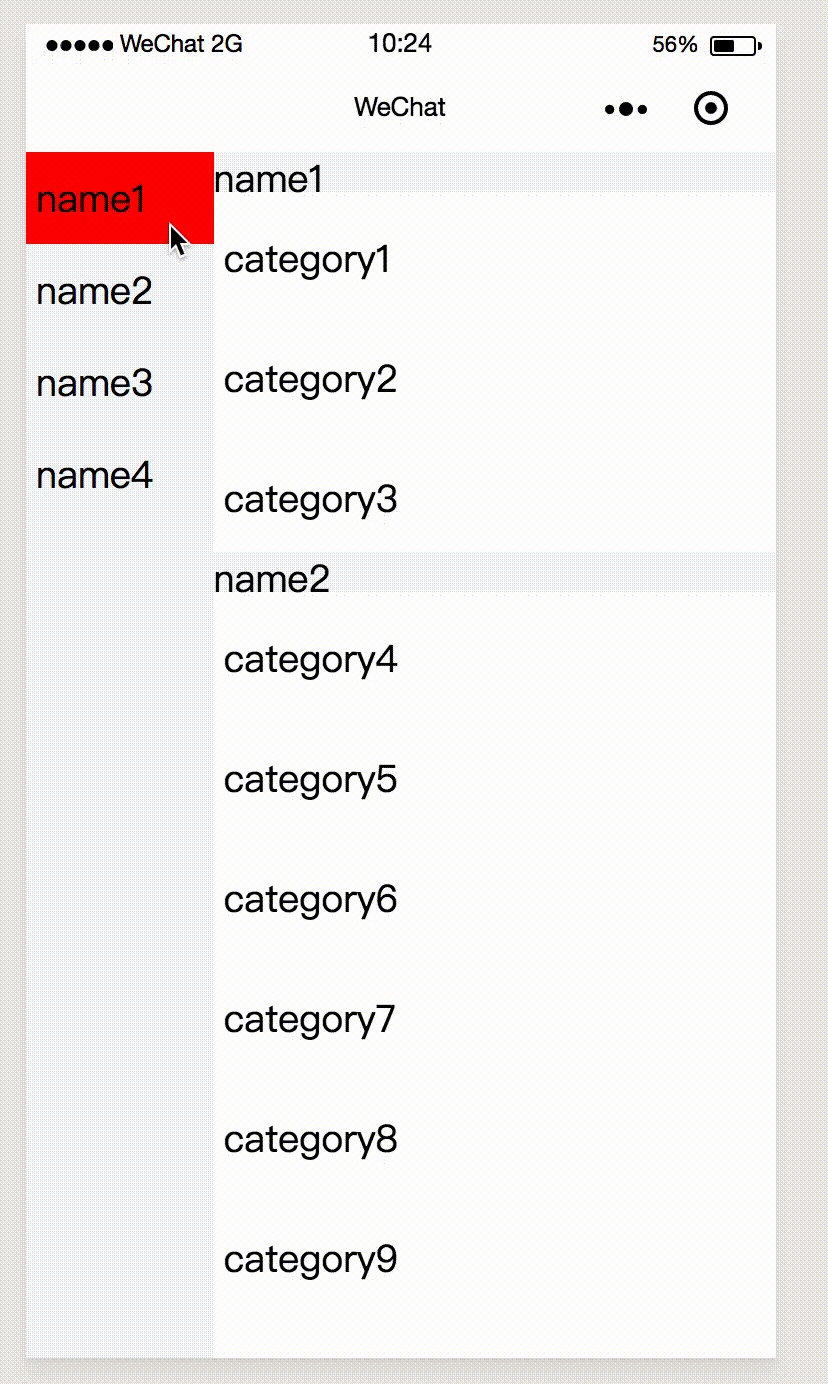 WeChat 2G 10:24 56%
WeChat
name1
name2
name3
name4
name1
category1
category2
category3
name2
category4
category5
category6
category7
category8
category9